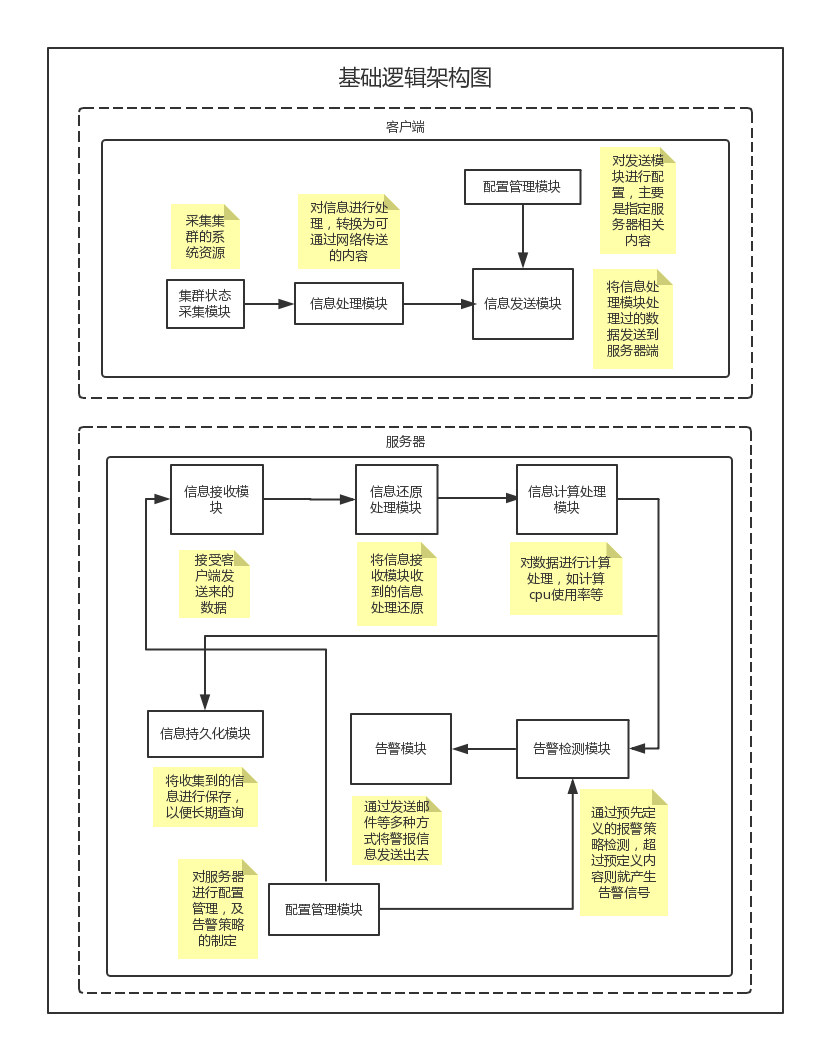 基础逻辑架构图
客户端
采集集
群的系
统资源
对信息进行处
理，转换为可
通过网络传送
的内容
配置管理模块
对发送模
块进行配
置，主要
是指定服
务器相关
内容
集群状态
采集模块
信息处理模块
信息发送模块
将信息处
理模块处
理过的数
据发送到
服务器端
服务器
信息接收模
块
信息还原
处理模块
信息计算处理
模块
接受客
户端发
送来的
数据
将信息接
收模块收
到的信息
处理还原
对数据进行计算
处理，如计算
cpu使用率等
信息持久化模块
告警模块
告警检测模块
将收集到的信
息进行保存，
以便长期查询
通过发送邮
件等多种方
式将警报信
息发送出去
通过预先定
义的报警策
略检测，超
过预定义内
容则就产生
告警信号
对服务器
进行配置
管理，及
告警策略
的制定
配置管理模块